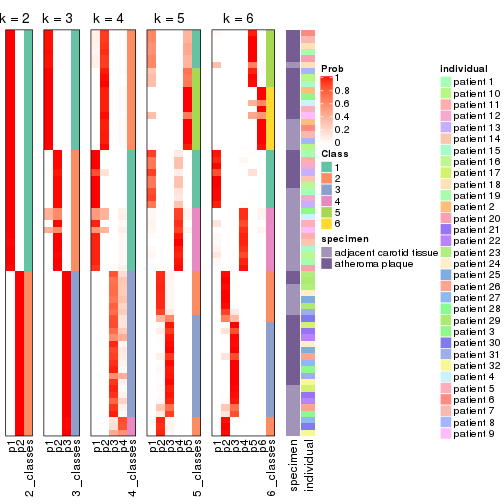 k = 2 k = 3 k = 4 k = 5 k = 6
Prob
1
0.8
0.6
0.4
0.2
0
Class
1
2
3
4
5
6
specimen
adjacent carotid tissue
atheroma plaque
individual
patient 1
patient 10
patient 11
patient 12
patient 13
patient 14
patient 15
patient 16
patient 17
patient 18
patient 19
patient 2
patient 20
patient 21
patient 22
patient 23
patient 24
patient 25
patient 26
patient 27
patient 28
patient 29
patient 3
patient 30
patient 31
patient 32
patient 4
patient 5
patient 6
patient 7
patient 8
patient 9
p1
p2
2_classes
p1
p2
p3
3_classes
p1
p2
p3
p4
4_classes
p1
p2
p3
p4
p5
5_classes
p1
p2
p3
p4
p5
p6
6_classes
specimen
individual